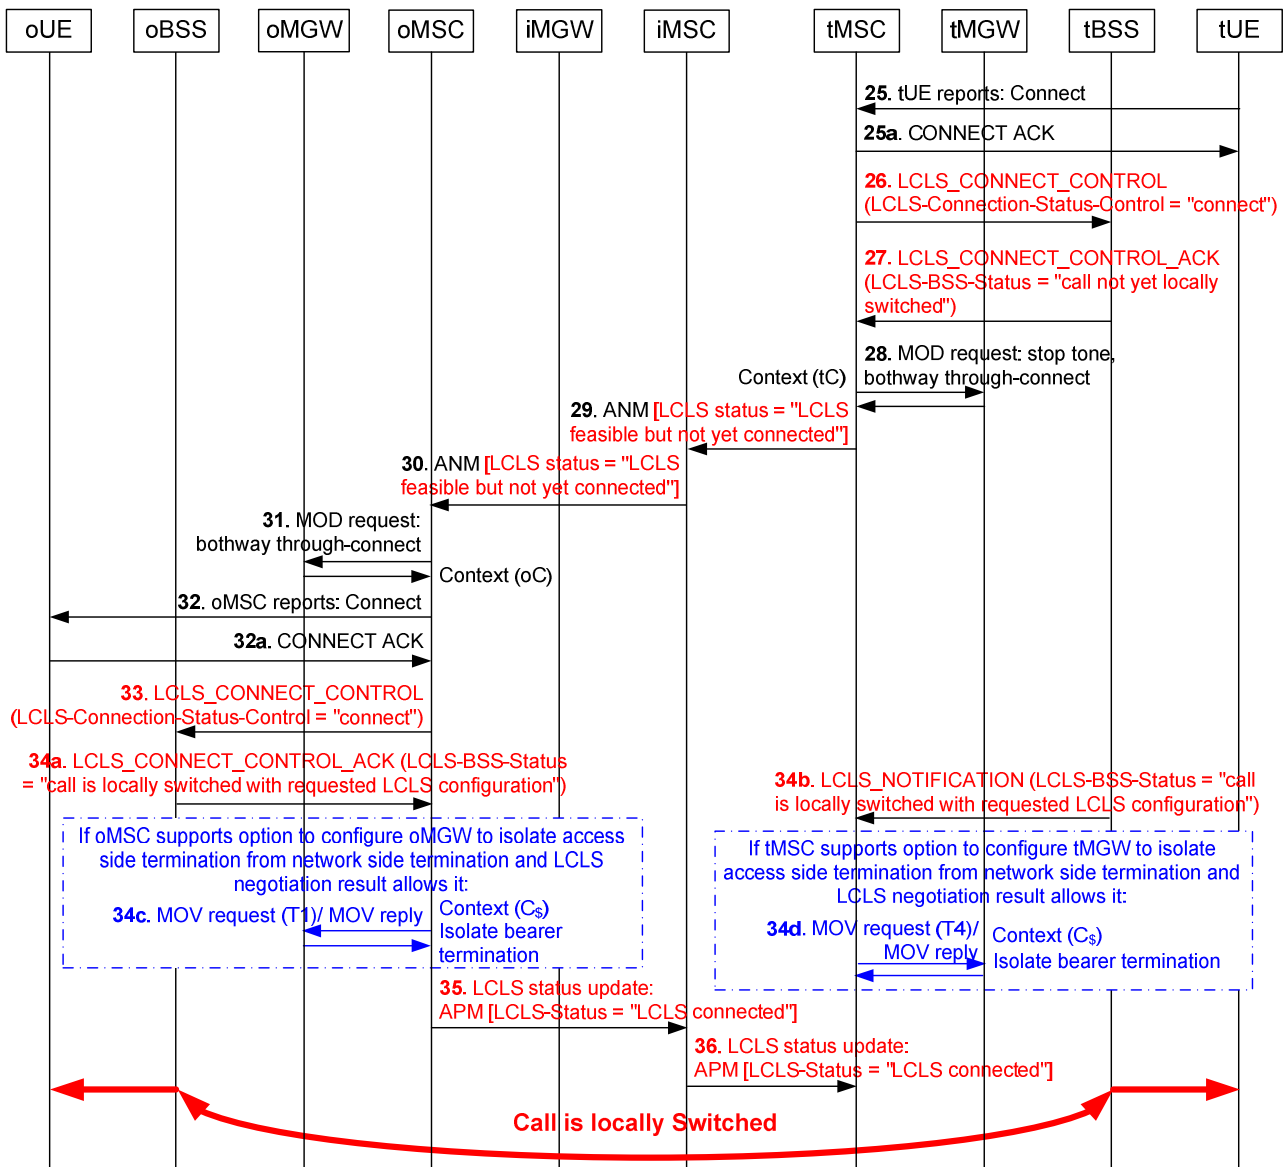 oUE oBSS oMGW oMSC iMGW iMSC tMSC tMGW tBSS tUE
25. tUE reports: Connect
25a. CONNECT ACK
26. LCLS_CONNECT_CONTROL
(LCLS-Connection-Status-Control = "connect")
27. LCLS_CONNECT_CONTROL_ACK
(LCLS-BSS-Status = "call not yet locally
switched")
28. MOD request: stop tone,
bothway through-connect
Context (tC)
29. ANM [LCLS status = "LCLS
feasible but not yet connected"]
30. ANM [LCLS status = "LCLS
feasible but not yet connected"]
31. MOD request:
bothway through-connect
Context (oC)
32. oMSC reports: Connect
32a. CONNECT ACK
33. LCLS_CONNECT_CONTROL
(LCLS-Connection-Status-Control = "connect")
34a. LCLS_CONNECT_CONTROL_ACK (LCLS-BSS-Status
= "call is locally switched with requested LCLS configuration")
34b. LCLS_NOTIFICATION (LCLS-BSS-Status = "call
is locally switched with requested LCLS configuration")
If oMSC supports option to configure oMGW to isolate access
side termination from network side termination and LCLS
negotiation result allows it:
34c. MOV request (T1)/ MOV reply
Context (C$)
Isolate bearer
termination
If tMSC supports option to configure tMGW to isolate
access side termination from network side termination and
LCLS negotiation result allows it:
34d. MOV request (T4)/
MOV reply
Context (C$)
Isolate bearer termination
35. LCLS status update:
APM [LCLS-Status = "LCLS connected"]
36. LCLS status update:
APM [LCLS-Status = "LCLS connected"]
Call is locally Switched